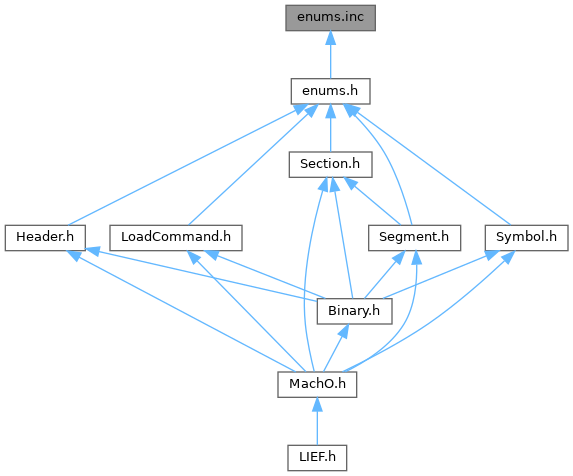 enums.inc
enums.h
Section.h
Header.h
LoadCommand.h
Segment.h
Symbol.h
Binary.h
MachO.h
LIEF.h